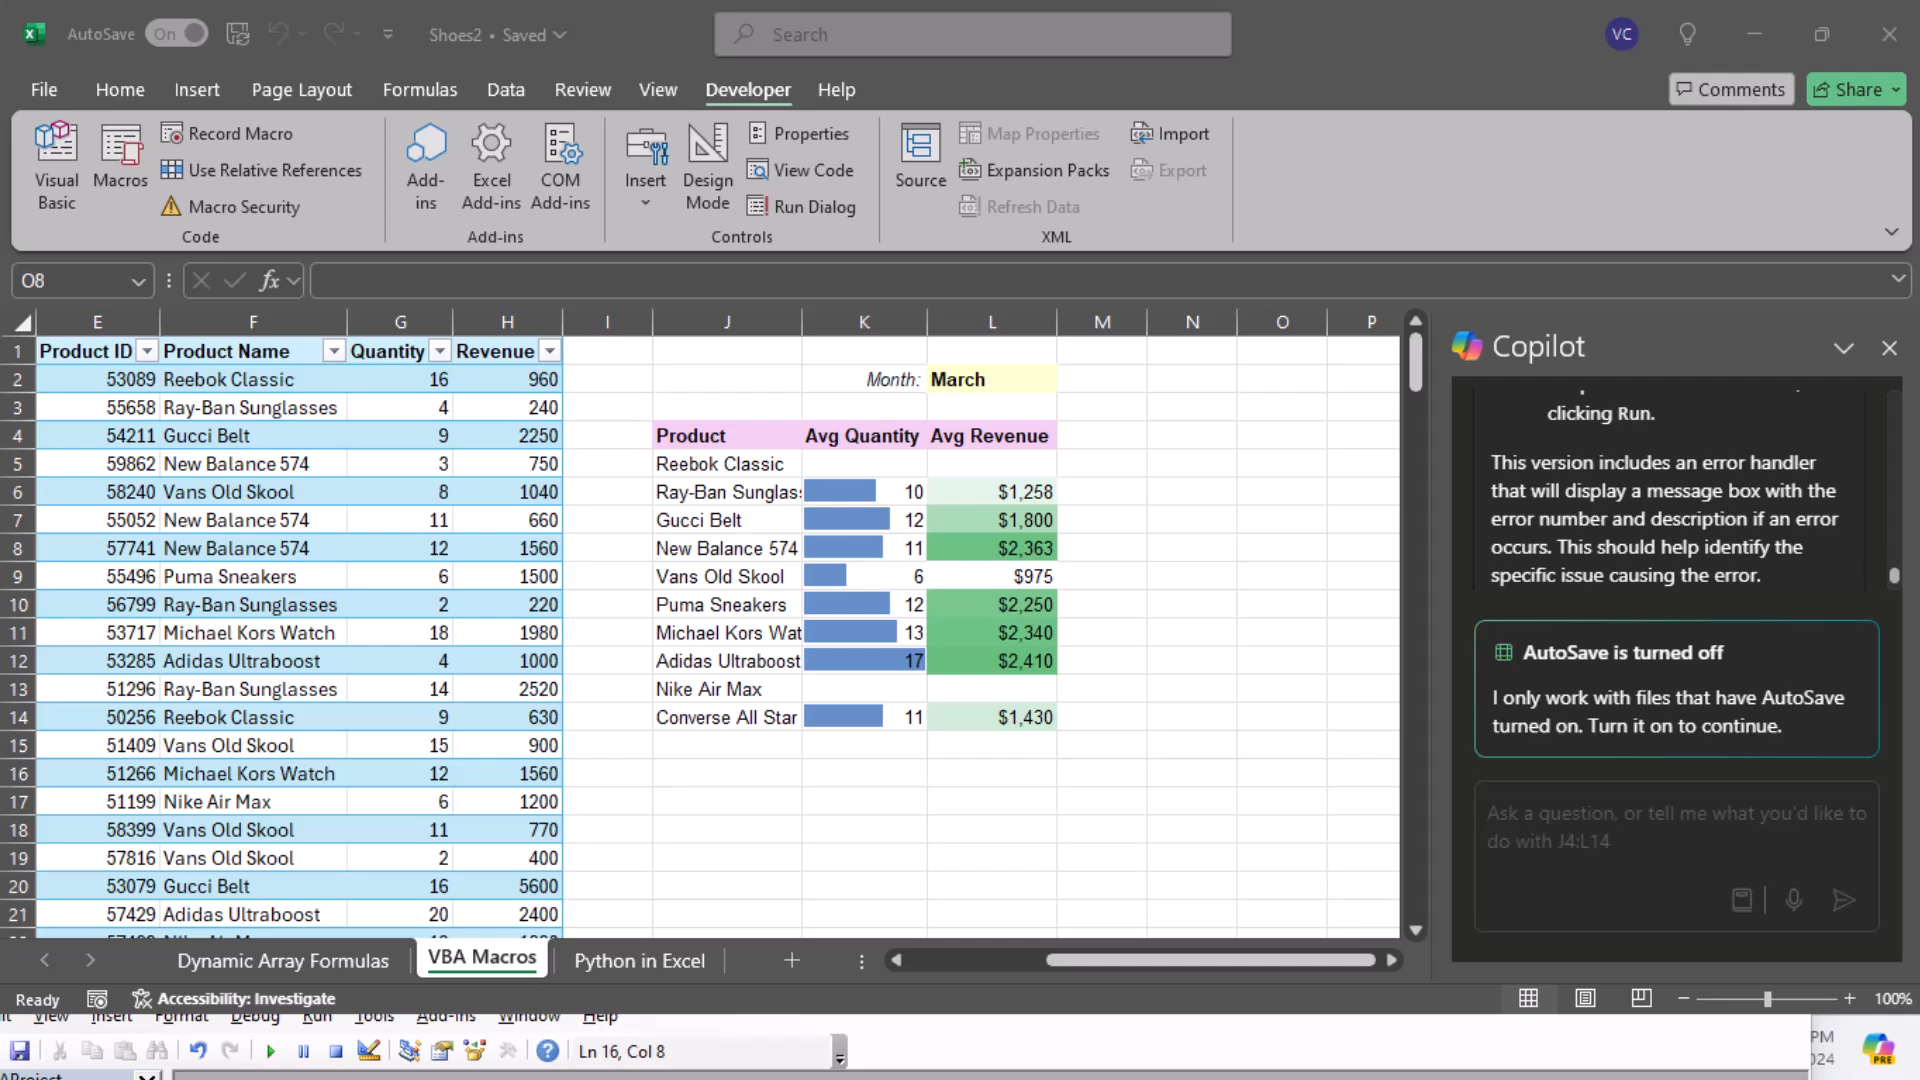 AutoSave On Shoes2 • Saved Search VC
File Home Insert Page Layout Formulas Data Review View Developer Help Comments Share
Visual Basic
Macros
Record Macro
Use Relative References
Macro Security
Code
Add-ins
Excel Add-ins
COM Add-ins
Add-ins
Insert
Design Mode
Properties
View Code
Run Dialog
Controls
Source
Map Properties
Expansion Packs
Refresh Data
Import
Export
XML
O8 fx
E F G H I J K L M N O P
1 Product ID Product Name Quantity Revenue
2 53089 Reebok Classic 16 960 Month: March
3 55658 Ray-Ban Sunglasses 4 240
4 54211 Gucci Belt 9 2250 Product Avg Quantity Avg Revenue
5 59862 New Balance 574 3 750 Reebok Classic
6 58240 Vans Old Skool 8 1040 Ray-Ban Sunglas 10 $1,258
7 55052 New Balance 574 11 660 Gucci Belt 12 $1,800
8 57741 New Balance 574 12 1560 New Balance 574 11 $2,363
9 55496 Puma Sneakers 6 1500 Vans Old Skool 6 $975
10 56799 Ray-Ban Sunglasses 2 220 Puma Sneakers 12 $2,250
11 53717 Michael Kors Watch 18 1980 Michael Kors Wat 13 $2,340
12 53285 Adidas Ultraboost 4 1000 Adidas Ultraboost 17 $2,410
13 51296 Ray-Ban Sunglasses 14 2520 Nike Air Max
14 50256 Reebok Classic 9 630 Converse All Star 11 $1,430
15 51409 Vans Old Skool 15 900
16 51266 Michael Kors Watch 12 1560
17 51199 Nike Air Max 6 1200
18 58399 Vans Old Skool 11 770
19 57816 Vans Old Skool 2 400
20 53079 Gucci Belt 16 5600
21 57429 Adidas Ultraboost 20 2400
Copilot
clicking Run.
This version includes an error handler
that will display a message box with the
error number and description if an error
occurs. This should help identify the
specific issue causing the error.
AutoSave is turned off
I only work with files that have AutoSave
turned on. Turn it on to continue.
Ask a question, or tell me what you'd like to
do with J4:L14
Dynamic Array Formulas VBA Macros Python in Excel
Ready Accessibility: Investigate 100%
View Insert Format Debug Run Tools Add-Ins Window Help
Ln 16, Col 8
PM
024
PRE